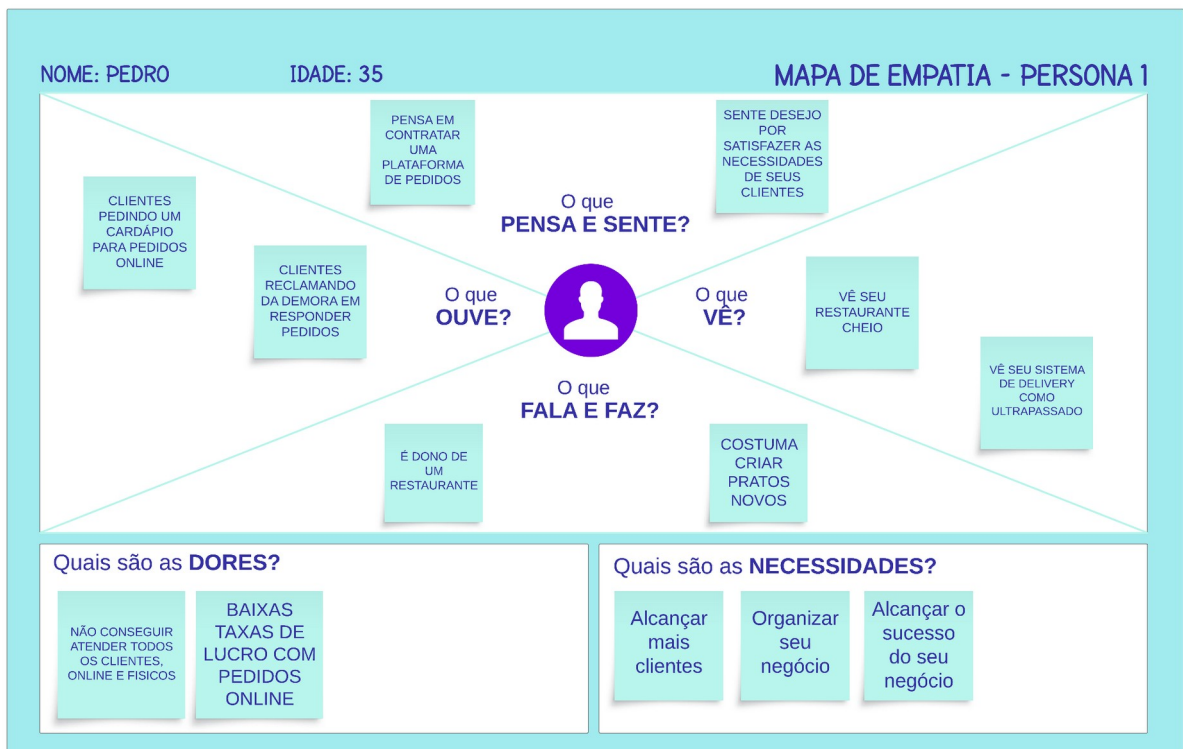 NOME: PEDRO
IDADE: 35
MAPA DE EMPATIA - PERSONA 1
PENSA EM
CONTRATAR
UMA
PLATAFORMA
DE PEDIDOS
SENTE DESEJO
POR
SATISFAZER AS
NECESSIDADES
DE SEUS
CLIENTES
O que
PENSA E SENTE?
CLIENTES
PEDINDO UM
CARDÁPIO
PARA PEDIDOS
ONLINE
CLIENTES
RECLAMANDO
DA DEMORA EM
RESPONDER
PEDIDOS
O que
OUVE?
O que
VÊ?
VÊ SEU
RESTAURANTE
CHEIO
VÊ SEU SISTEMA
DE DELIVERY
COMO
ULTRAPASSADO
O que
FALA E FAZ?
É DONO DE
UM
RESTAURANTE
COSTUMA
CRIAR
PRATOS
NOVOS
Quais são as DORES?
NÃO CONSEGUIR
ATENDER TODOS
OS CLIENTES,
ONLINE E FISICOS
BAIXAS
TAXAS DE
LUCRO COM
PEDIDOS
ONLINE
Quais são as NECESSIDADES?
Alcançar
mais
clientes
Organizar
seu
negócio
Alcançar o
sucesso
do seu
negócio